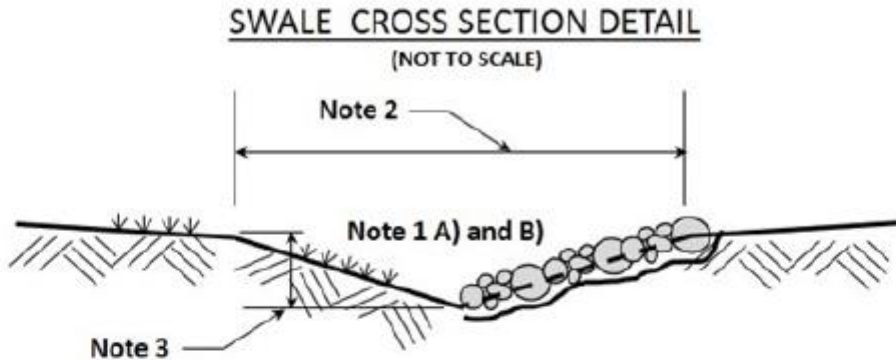 SWALE CROSS SECTION DETAIL
(NOT TO SCALE)
Note 2
Note 1 A) and B)
Note 3